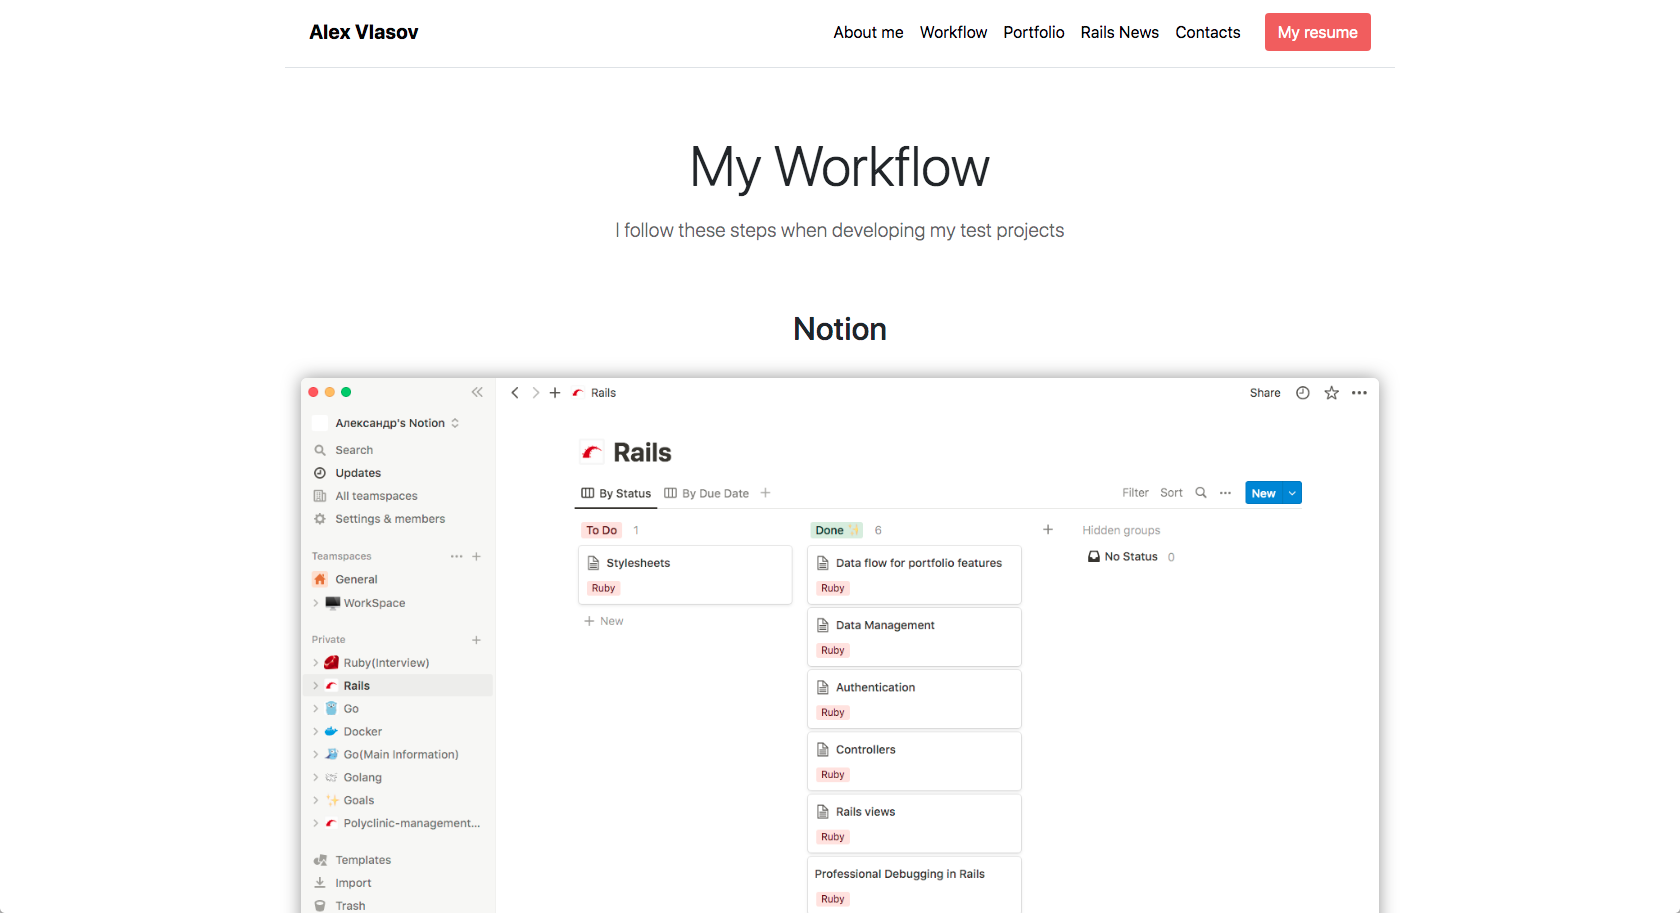 Alex Vlasov
About me Workflow Portfolio Rails News Contacts My resume
My Workflow
I follow these steps when developing my test projects
Notion
Александр's Notion
Search
Updates
All teamspaces
Settings & members
Teamspaces
General
WorkSpace
Private
Ruby(Interview)
Rails
Go
Docker
Go(Main Information)
Golang
Goals
Polyclinic-management...
Templates
Import
Trash
Rails
Share
Rails
By Status By Due Date
Filter Sort New
To Do 1
Stylesheets
Ruby
New
Done 6
Data flow for portfolio features
Ruby
Data Management
Ruby
Authentication
Ruby
Controllers
Ruby
Rails views
Ruby
Professional Debugging in Rails
Ruby
Hidden groups
No Status 0